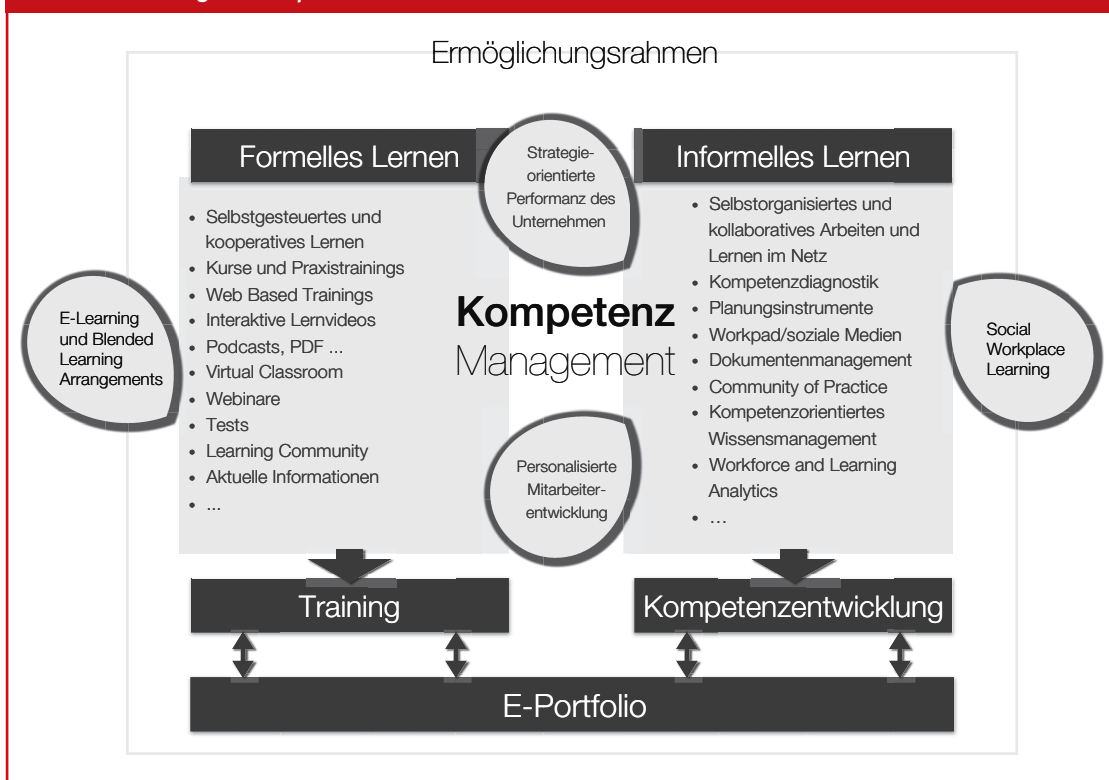 Ermöglichungsrahmen
Formelles Lernen
• Selbstgesteuertes und
kooperatives Lernen
• Kurse und Praxistrainings
• Web Based Trainings
• Interaktive Lernvideos
• Podcasts, PDF ...
• Virtual Classroom
• Webinare
• Tests
• Learning Community
• Aktuelle Informationen
• ...
E-Learning
und Blended
Learning
Arrangements
Strategie-
orientierte
Performanz des
Unternehmen
Kompetenz
Management
Personalisierte
Mitarbeiter-
entwicklung
Informelles Lernen
• Selbstorganisiertes und
kollaboratives Arbeiten und
Lernen im Netz
• Kompetenzdiagnostik
• Planungsinstrumente
• Workpad/soziale Medien
• Dokumentenmanagement
• Community of Practice
• Kompetenzorientiertes
Wissensmanagement
• Workforce and Learning
Analytics
• ...
Social
Workplace
Learning
Training
Kompetenzentwicklung
E-Portfolio